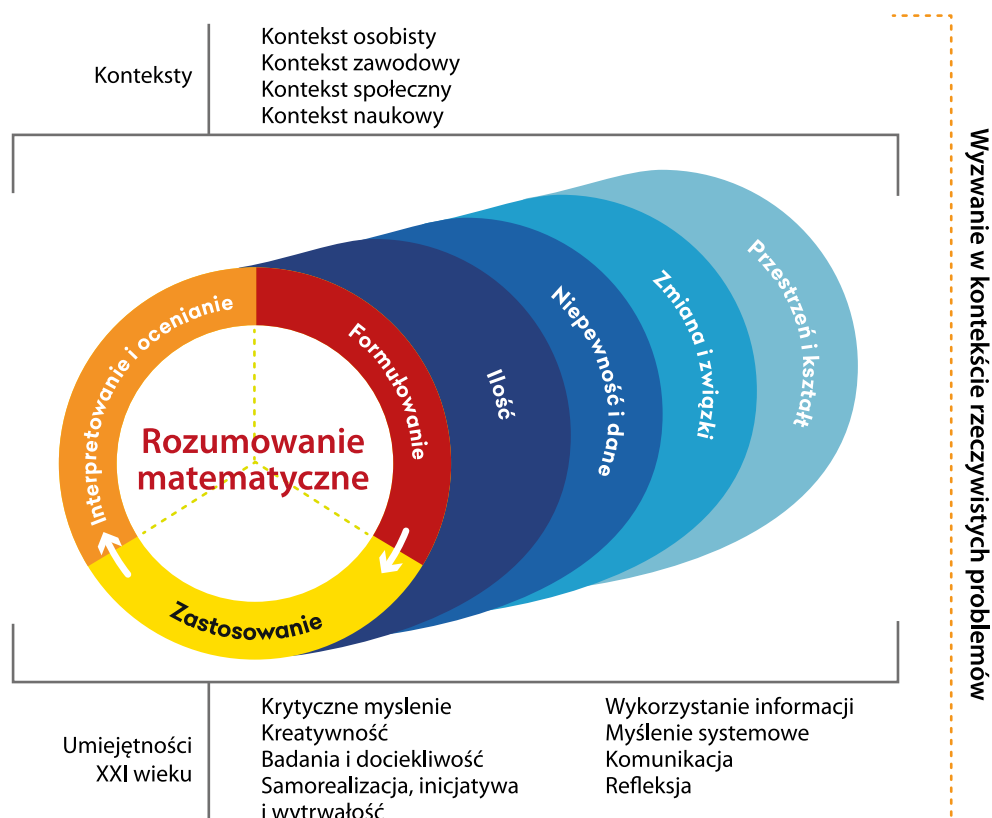 Konteksty
Kontekst osobisty
Kontekst zawodowy
Kontekst społeczny
Kontekst naukowy
Wyzwanie w kontekście rzeczywistych problemów
Interpretowanie i ocenianie
Formułowanie
Zastosowanie
Rozumowanie
matematyczne
Ilość
Niepewność i dane
Zmiana i związki
Przestrzeń i kształt
Umiejętności
XXI wieku
Krytyczne myslenie
Kreatywność
Badania i dociekliwość
Samorealizacja, inicjatywa
i wytrwałość
Wykorzystanie informacji
Myślenie systemowe
Komunikacja
Refleksja